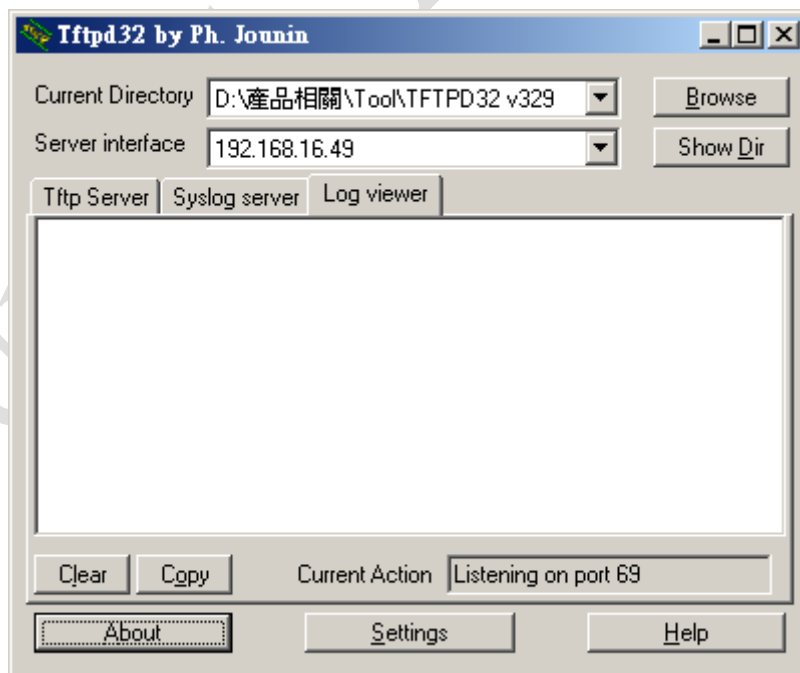 Tftpd32 by Ph. Jounin
Current Directory D:\產品相關\Tool\TFTPD32 v329 Browse
Server interface 192.168.16.49 Show Dir
Tftp Server Syslog server Log viewer
Clear Copy Current Action Listening on port 69
About Settings Help